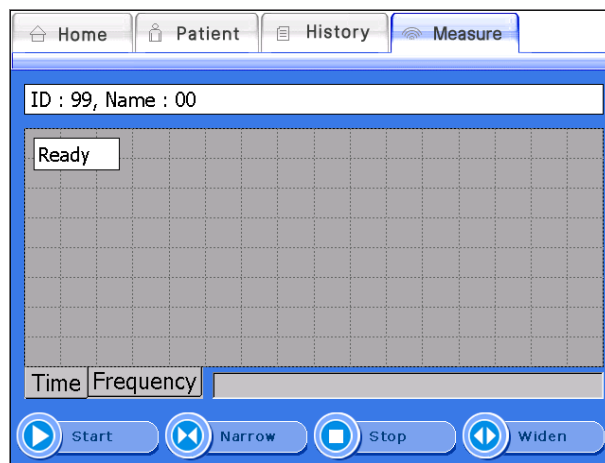 Home Patient History Measure
ID : 99, Name : 00
Ready
Time Frequency
Start Narrow Stop Widen